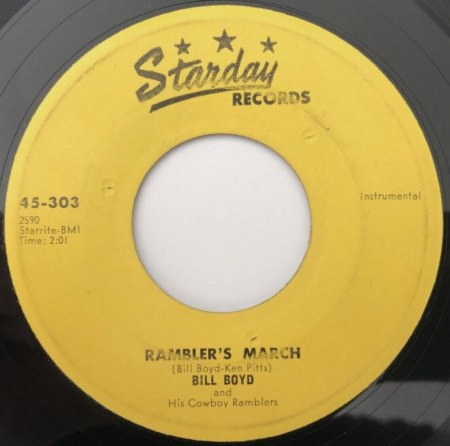 Starday
RECORDS
45-303
2590
Starrite-BMI
Time: 2:01
Instrumental
RAMBLER'S MARCH
(Bill Boyd-Ken Pitts)
BILL BOYD
and
His Cowboy Ramblers